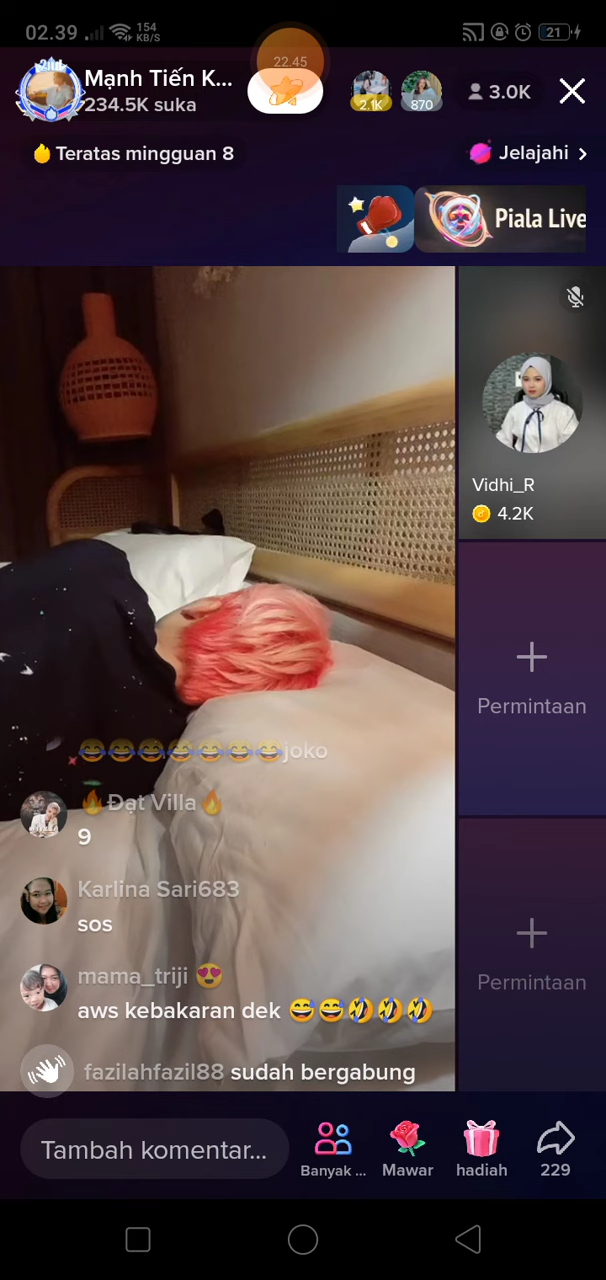 02.39
154
KB/S
21
22.45
Mạnh Tiến K...
234.5K suka
2.1K
870
3.0K
Teratas mingguan 8
Jelajahi
Piala Live
Vidhi_R
4.2K
Permintaan
Permintaan
😂😂😂😂😂😂😂joko
🔥Đạt Villa🔥
9
Karlina Sari683
sos
mama_triji 😍
aws kebakaran dek 😅😅🤣🤣🤣
fazilahfazil88 sudah bergabung
Tambah komentar...
Banyak ...
Mawar
hadiah
229